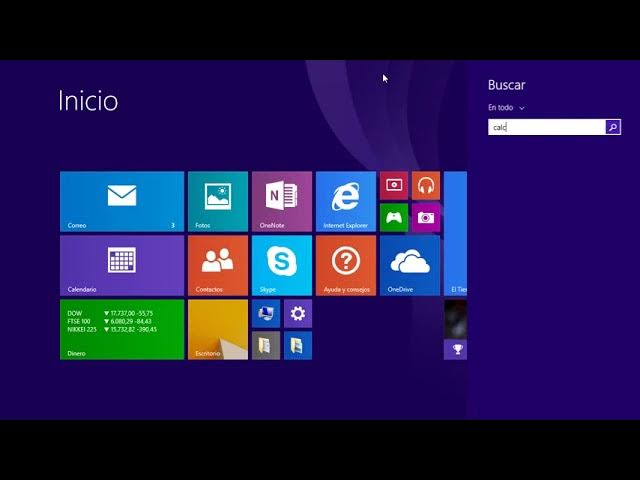 Inicio
Buscar
En todo
calc
Correo 3
Fotos
OneNote
Internet Explorer
Calendario
Contactos
Skype
Ayuda y consejos
OneDrive
El Tie
DOW ▼ 17.737,00 -55,75
FTSE 100 ▼ 6.080,29 -84,43
NIKKEI 225 ▼ 15.732,82 -390,45
Dinero
Escritorio